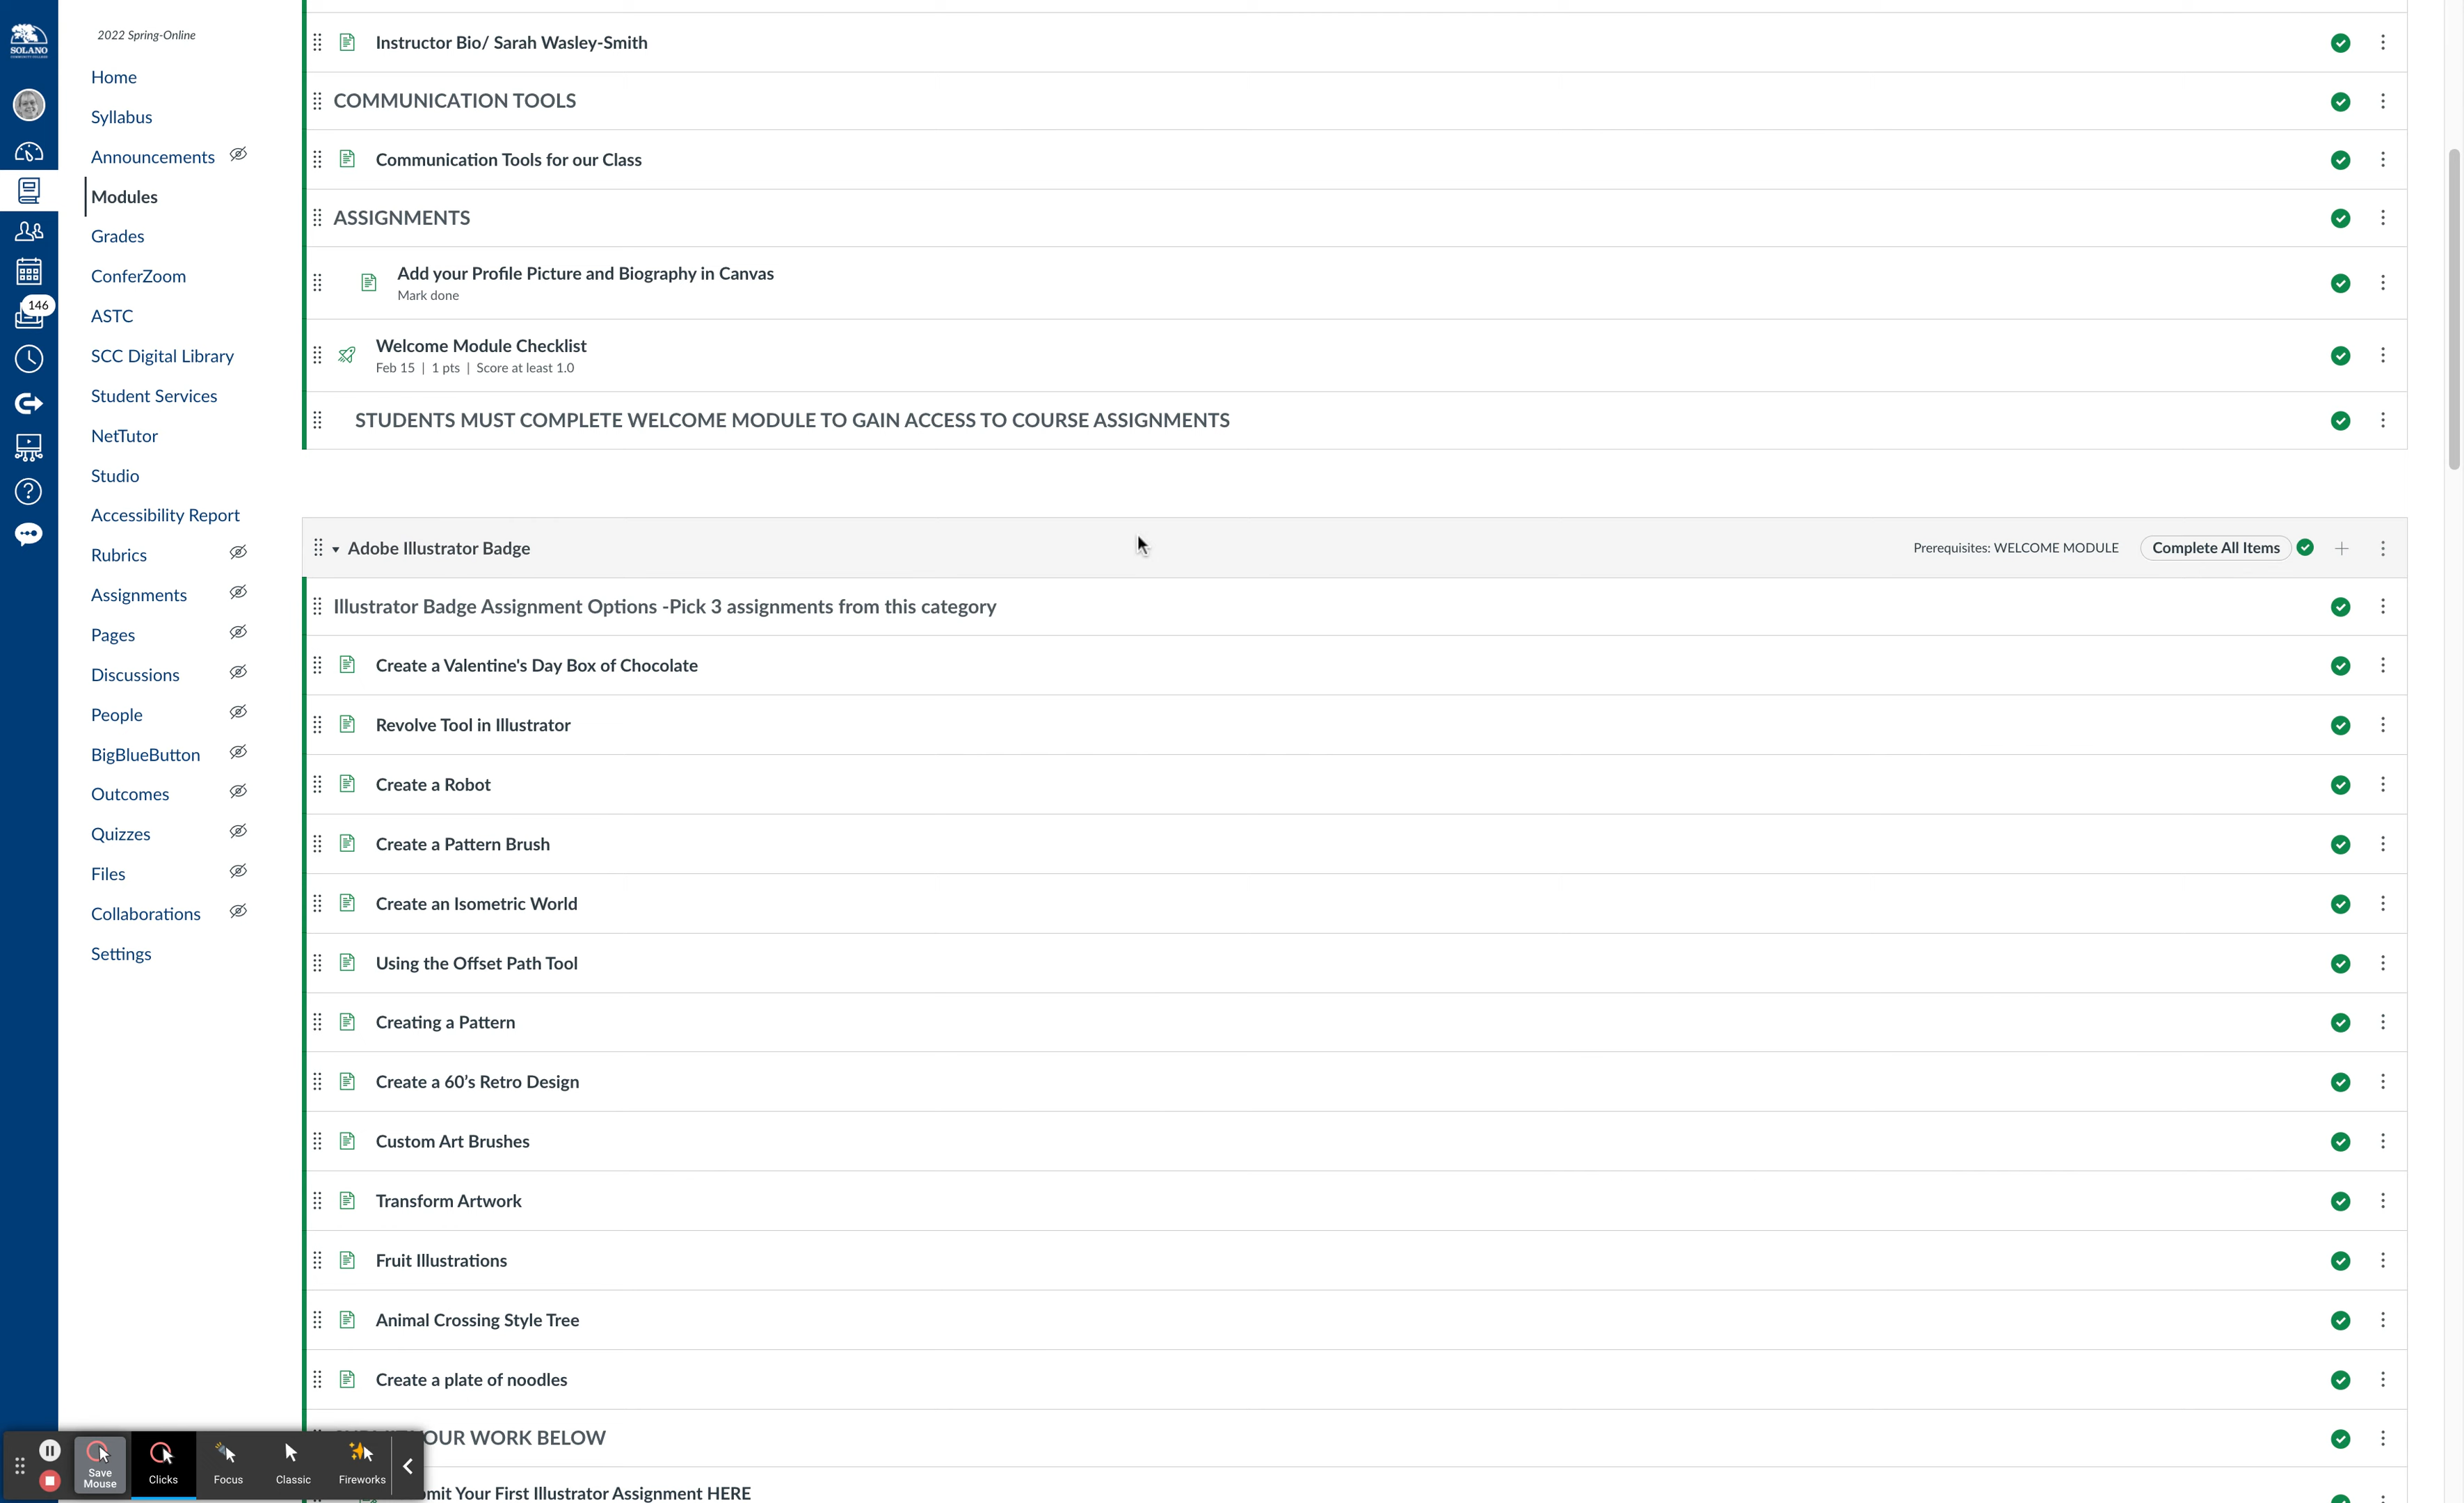 SOLANO
COMMUNITY COLLEGE
146
2022 Spring-Online
Home
Syllabus
Announcements
Modules
Grades
ConferZoom
ASTC
SCC Digital Library
Student Services
NetTutor
Studio
Accessibility Report
Rubrics
Assignments
Pages
Discussions
People
BigBlueButton
Outcomes
Quizzes
Files
Collaborations
Settings
Instructor Bio/ Sarah Wasley-Smith
COMMUNICATION TOOLS
Communication Tools for our Class
ASSIGNMENTS
Add your Profile Picture and Biography in Canvas
Mark done
Welcome Module Checklist
Feb 15 | 1 pts | Score at least 1.0
STUDENTS MUST COMPLETE WELCOME MODULE TO GAIN ACCESS TO COURSE ASSIGNMENTS
Adobe Illustrator Badge Prerequisites: WELCOME MODULE Complete All Items
Illustrator Badge Assignment Options -Pick 3 assignments from this category
Create a Valentine's Day Box of Chocolate
Revolve Tool in Illustrator
Create a Robot
Create a Pattern Brush
Create an Isometric World
Using the Offset Path Tool
Creating a Pattern
Create a 60’s Retro Design
Custom Art Brushes
Transform Artwork
Fruit Illustrations
Animal Crossing Style Tree
Create a plate of noodles
OUR WORK BELOW
mit Your First Illustrator Assignment HERE
Save
Mouse
Clicks
Focus
Classic
Fireworks